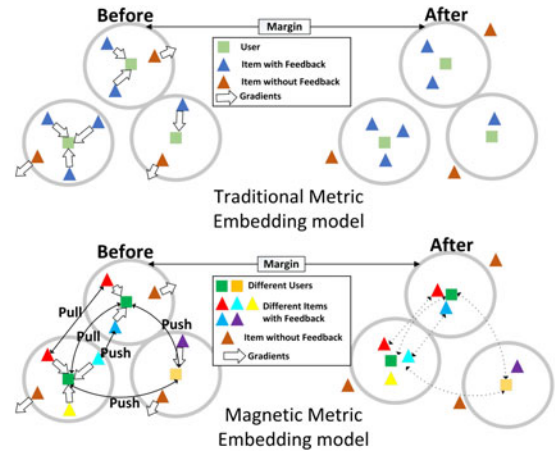 Before
Margin
After
User
Item with Feedback
Item without Feedback
Gradients
Traditional Metric
Embedding model
Before
Margin
After
Different Users
Different Items
with Feedback
Item without Feedback
Gradients
Pull
Pull
Push
Push
Push
Magnetic Metric
Embedding model